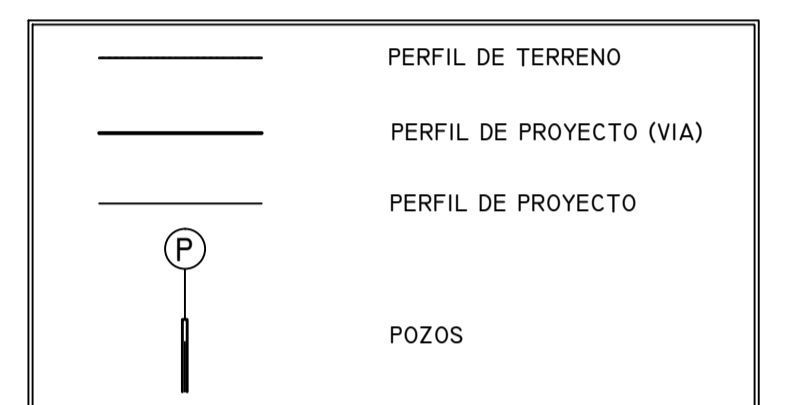 PERFIL DE TERRENO
PERFIL DE PROYECTO (VIA)
PERFIL DE PROYECTO
P
POZOS